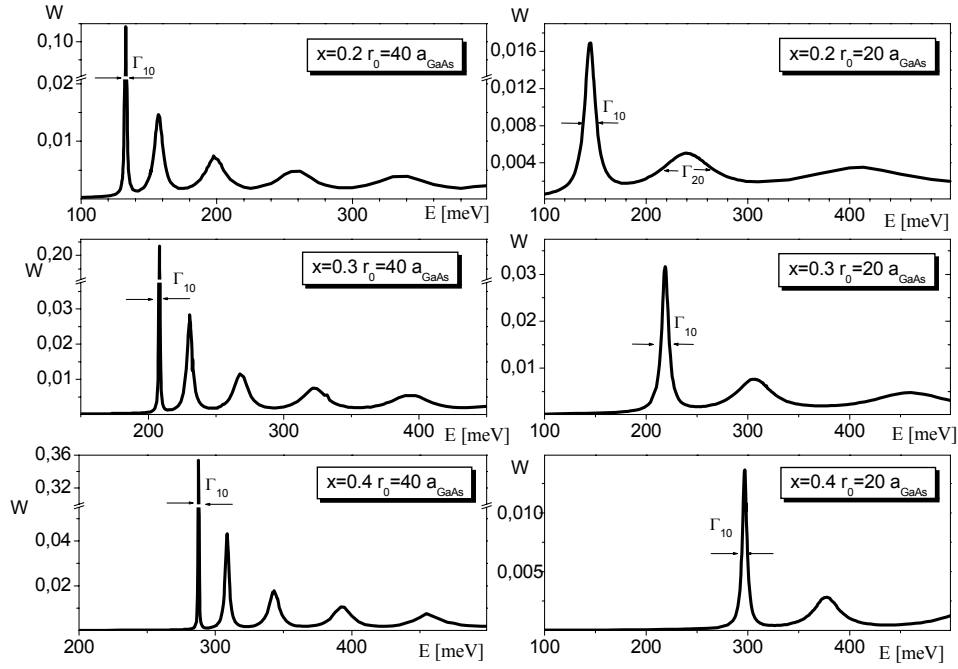 W
0,10
0,02
0,01
Γ10
x=0.2 r0=40 aGaAs
100 200 300 400
E [meV]
W
0,016
0,012
0,008
0,004
Γ10
Γ20
x=0.2 r0=20 aGaAs
100 200 300 400
E [meV]
0,20
W
0,03
0,02
0,01
Γ10
x=0.3 r0=40 aGaAs
200 300 400
E [meV]
W
0,03
0,02
0,01
Γ10
x=0.3 r0=20 aGaAs
100 200 300 400
E [meV]
0,36
0,32
W
0,04
0,02
Γ10
x=0.4 r0=40 aGaAs
200 300 400
E [meV]
W
0,010
0,005
Γ10
x=0.4 r0=20 aGaAs
100 200 300 400
E [meV]